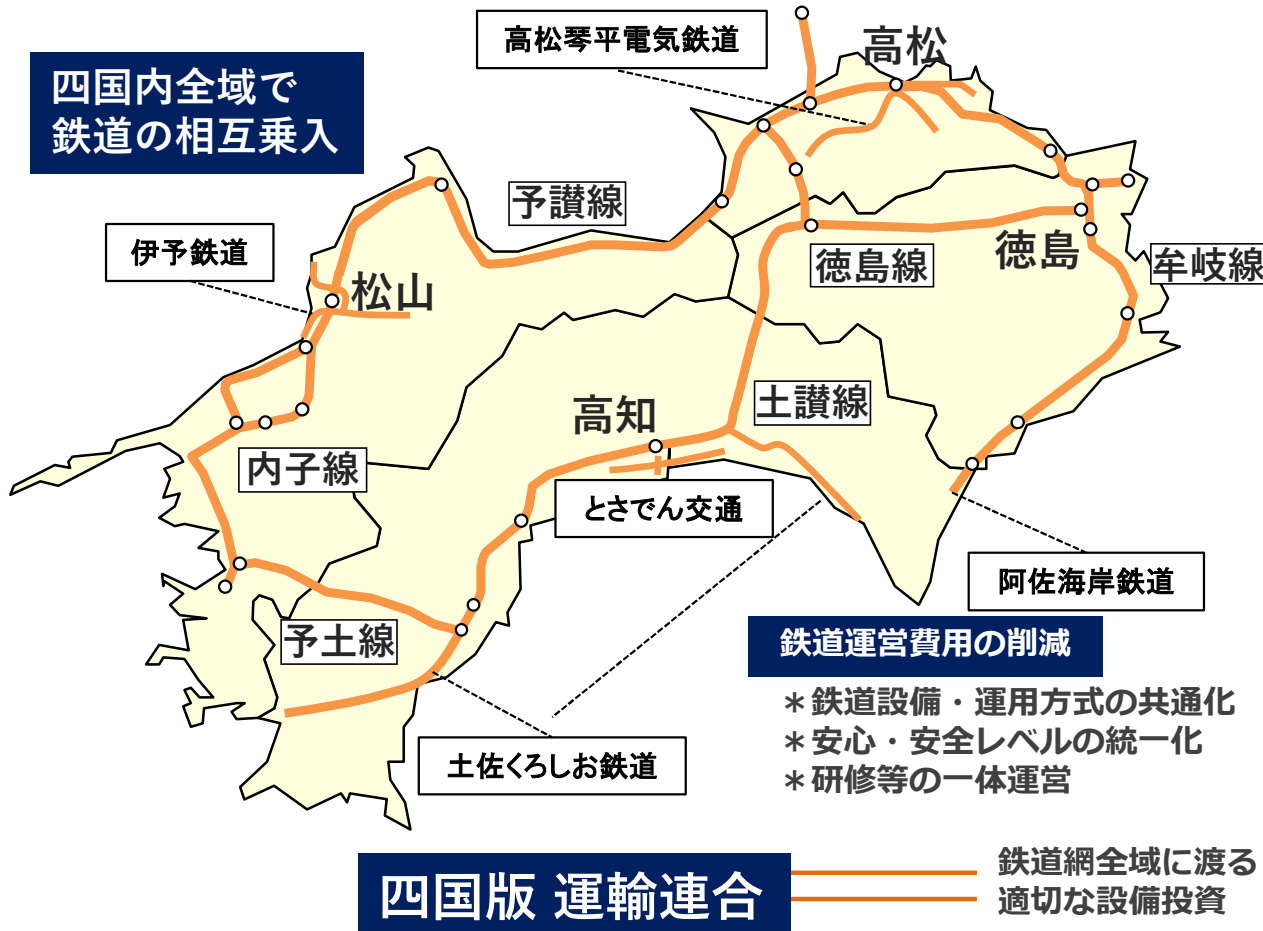 高松琴平電気鉄道
高松
四国内全域で
鉄道の相互乗入
予讃線
伊予鉄道
松山
徳島線
徳島
牟岐線
高知
土讃線
内子線
とさでん交通
阿佐海岸鉄道
予土線
土佐くろしお鉄道
鉄道運営費用の削減
＊鉄道設備・運用方式の共通化
＊安心・安全レベルの統一化
＊研修等の一体運営
四国版 運輸連合
鉄道網全域に渡る
適切な設備投資